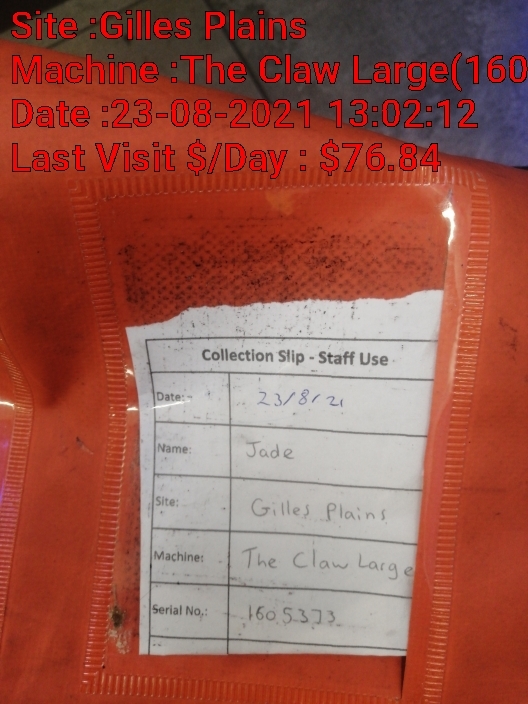 Site :Gilles Plains
Machine :The Claw Large(160
Date :23-08-2021 13:02:12
Last Visit $/Day : $76.84
Collection Slip - Staff Use
Date: 23/8/21
Name: Jade
Site: Gilles Plains
Machine: The Claw Large
Serial No.: 1605373